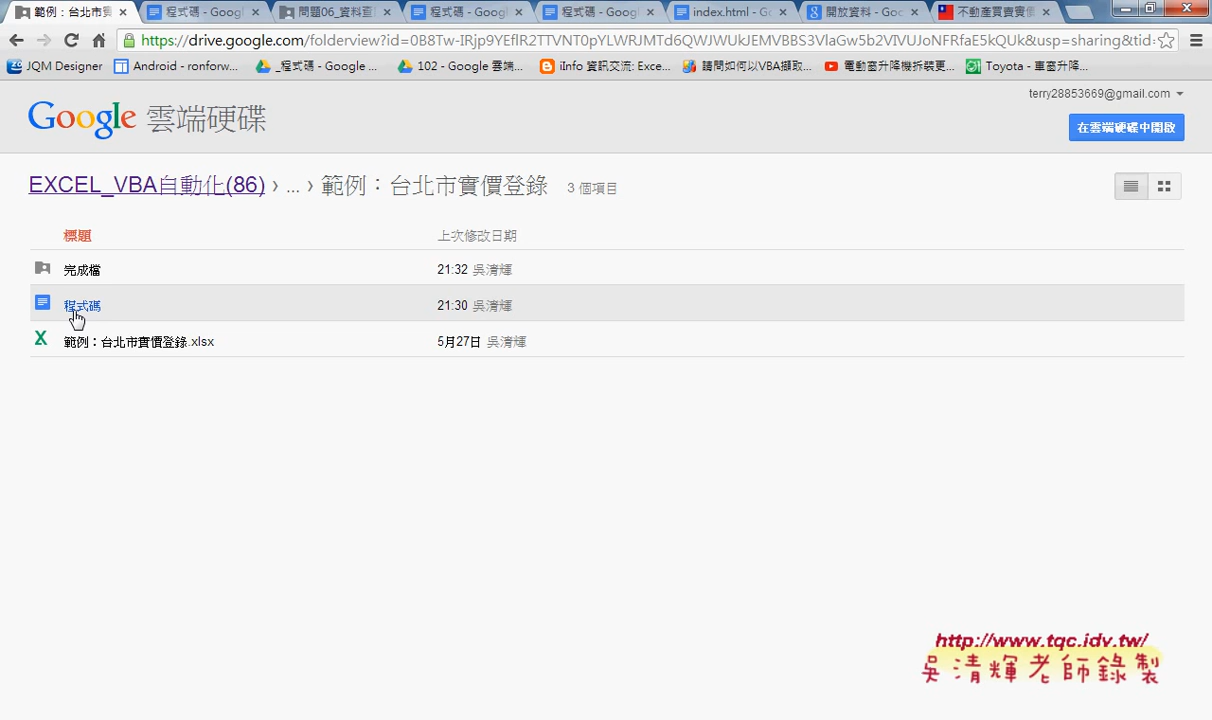 範例：台北市實
程式碼 - Googl
問題06_資料查
程式碼 - Googl
程式碼 - Googl
index.html - Go
開放資料 - Goo
不動產買賣實價
https://drive.google.com/folderview?id=0B8Tw-IRjp9YEflR2TTVNT0pYLWRJMTd6QWJWUkJEMVBBS3VlaGw5b2VIVUJoNFRfaE5kQUk&usp=sharing&tid=
JQM Designer
Android - ronforw...
_程式碼 - Google ...
102 - Google 雲端...
iInfo 資訊交流: Exce...
請問如何以VBA擷取...
電動塞升降機拆裝更...
Toyota - 車塞升降...
terry28853669@gmail.com
Google 雲端硬碟
在雲端硬碟中開啟
EXCEL_VBA自動化(86) › ... › 範例：台北市實價登錄 3 個項目
標題 上次修改日期
完成檔 21:32 吳清輝
程式碼 21:30 吳清輝
範例：台北市實價登錄.xlsx 5月27日 吳清輝
http://www.tqc.idv.tw/
吳清輝老師錄製